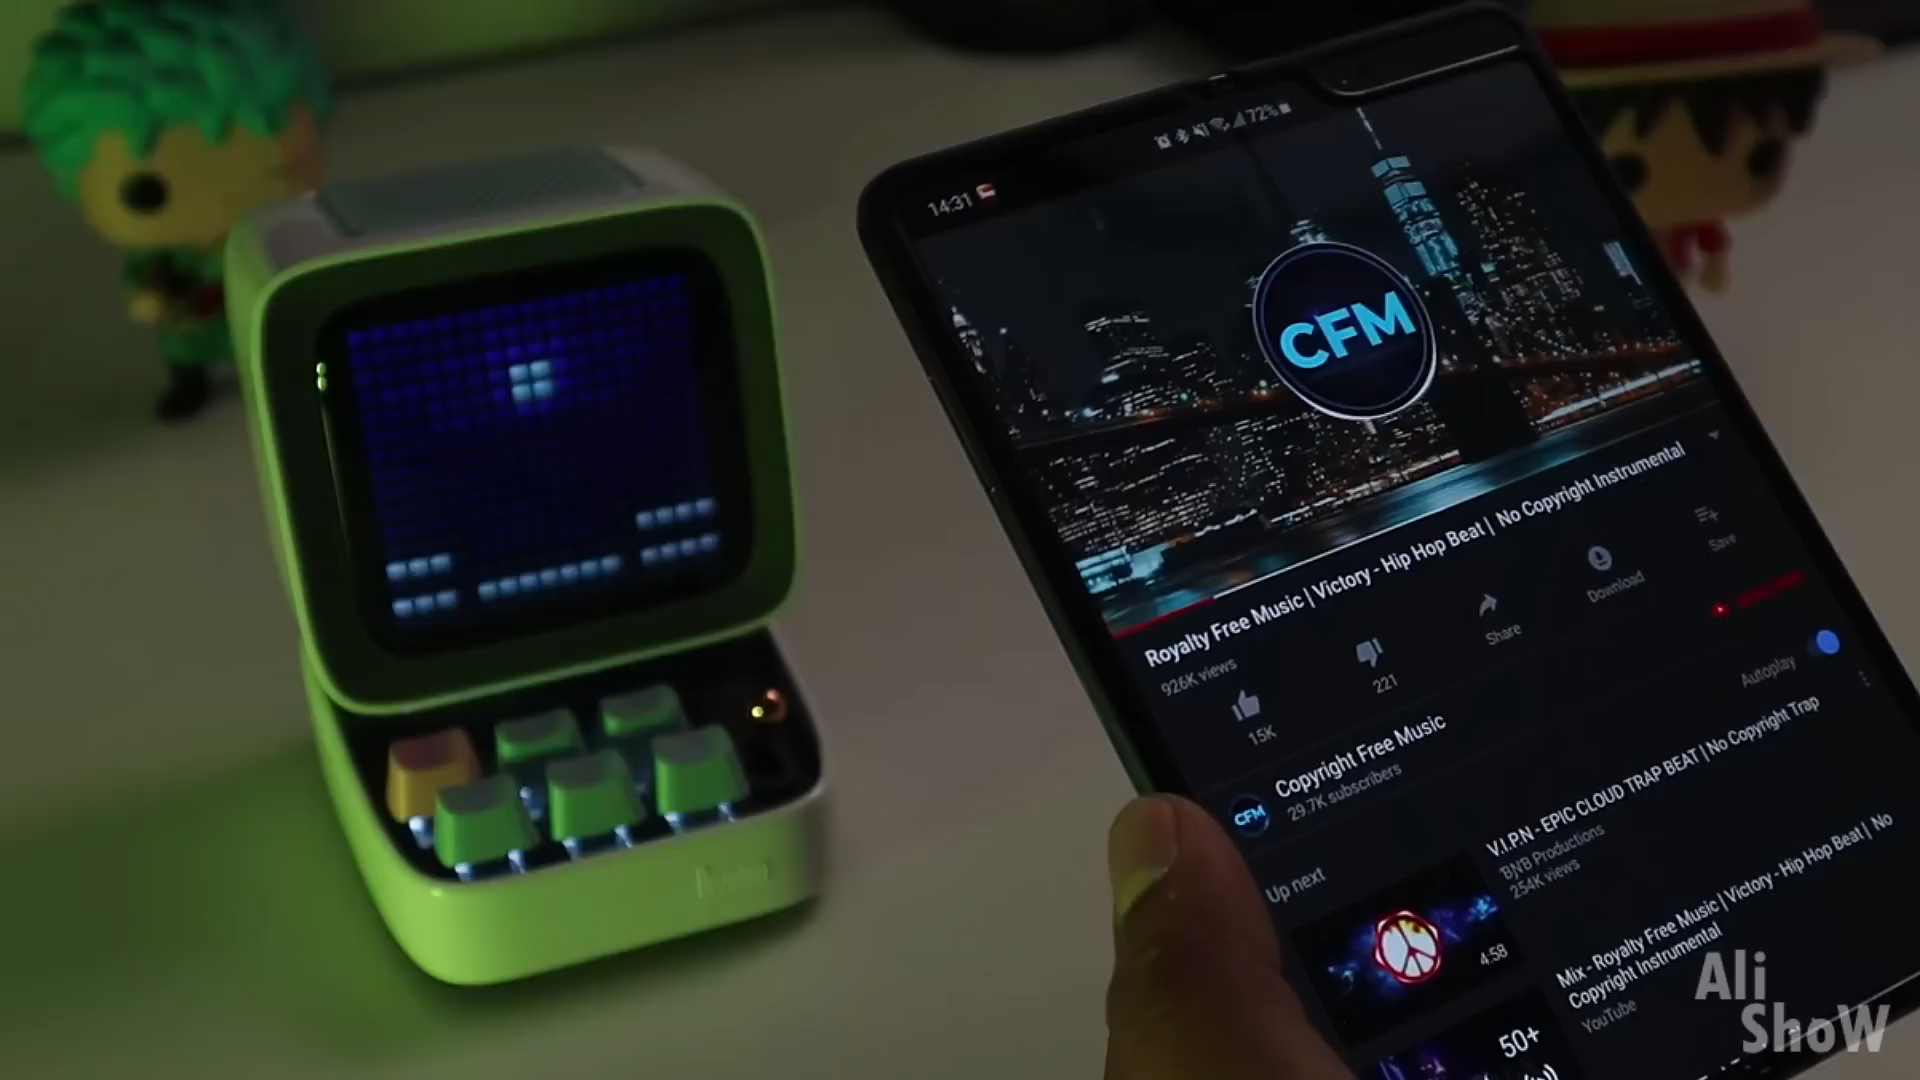 14:31
72%
CFM
Royalty Free Music | Victory - Hip Hop Beat | No Copyright Instrumental
926K views
15K
221
Share
Download
Save
Autoplay
CFM
Copyright Free Music
29.7K subscribers
Up next
4:58
V.I.P.N - EPIC CLOUD TRAP BEAT | No Copyright Trap
BNB Productions
254K views
50+
Mix - Royalty Free Music | Victory - Hip Hop Beat | No
Copyright Instrumental
YouTube
Ali
ShoW